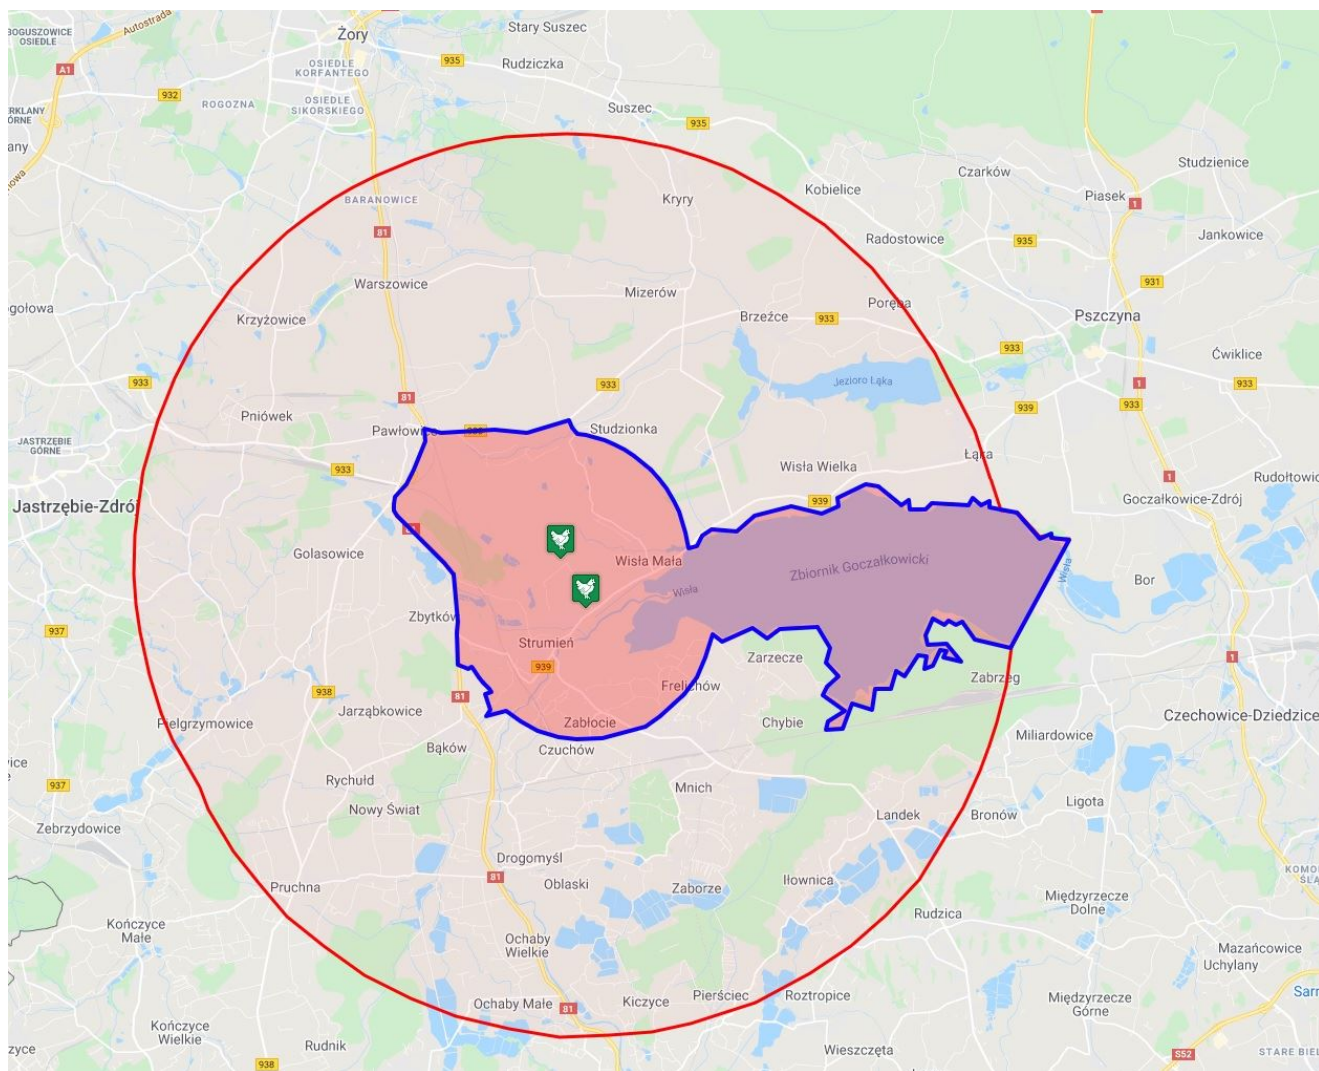 BOGUSZOWICE
OSIEDLE
Autostrada
Żory
Stary Suszec
A1
OSIEDLE
KORFANTEGO
935
Rudziczka
932
ROGOZNA
OSIEDLE
SIKORSKIEGO
Suszec
935
1
Studzienice
Czarków
Kobielice
Piasek
1
BARANOWICE
Kryry
81
Radostowice
935
Jankowice
Warszowice
Mizerów
931
Poręba
Krzyżowice
Brzeźce
933
Pszczyna
933
Ćwiklice
933
933
Jezioro Łąka
1
933
81
933
939
Pniówek
Pawłowice
Studzionka
JASTRZĘBIE
GÓRNE
933
Wisła Wielka
Łąka
1
Jastrzębie-Zdrój
939
Goczałkowice-Zdrój
Golasowice
Wisła Mała
Zbiornik Goczałkowicki
Wisła
Bor
Wisła
Zbytków
937
Strumień
939
Zarzecze
1
938
81
Frelichów
Zabrzeg
Pielgrzymowice
Jarząbkowice
Zabłocie
Chybie
Czechowice-Dziedzice
Bąków
Czuchów
Miliardowice
937
Rychułd
Mnich
Nowy Świat
Ligota
Landek
Bronów
Zebrzydowice
Drogomyśl
81
Oblaski
Zaborze
Iłownica
Pruchna
Międzyrzecze
Dolne
Rudzica
Kończyce
Małe
Ochaby
Wielkie
Mazańcowice
Uchylany
Ochaby Małe
81
Kiczyce
Pierściec
Roztropice
Międzyrzecze
Górne
Kończyce
Wielkie
Rudnik
938
Wieszczęta
S52